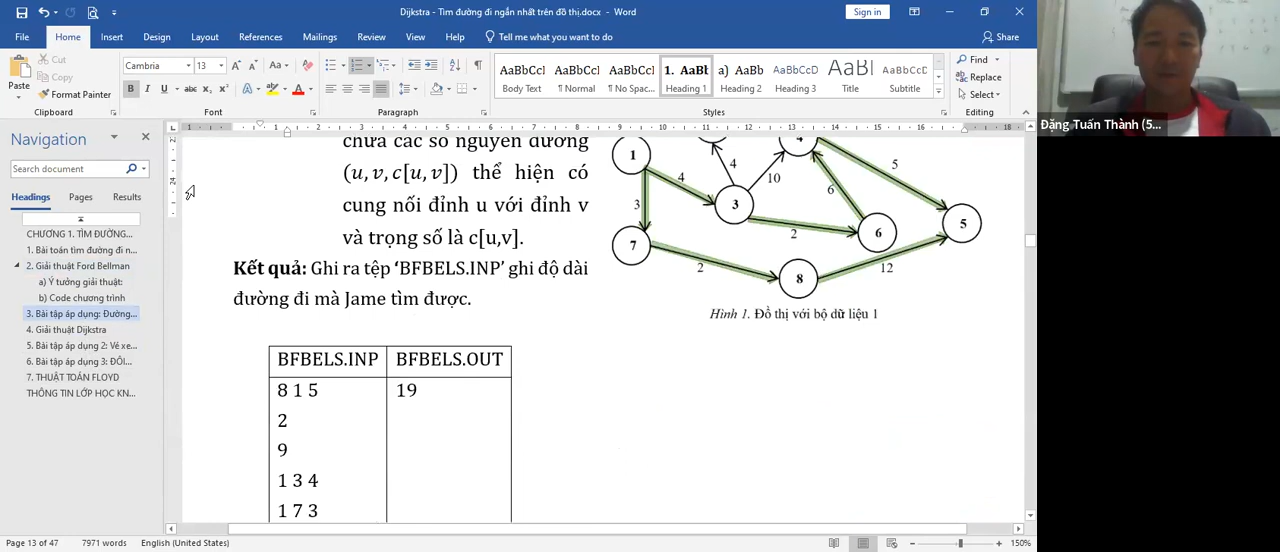 Dijkstra - Tìm đường đi ngắn nhất trên đồ thị.docx - Word
Sign in
File Home Insert Design Layout References Mailings Review View Help Tell me what you want to do Share
Paste
Cut
Copy
Format Painter
Clipboard
Cambria 13
Font
Paragraph
AaBbCcI AaBbCcI AaBbCcI 1. AaBb a) AaBb AaBbCcD AaBI AaBbCcD
Body Text ¶ Normal ¶ No Spac... Heading 1 Heading 2 Heading 3 Title Subtitle
Styles
Find
Replace
Select
Editing
Navigation
Search document
Headings Pages Results
CHƯƠNG 1. TÌM ĐƯỜNG...
1. Bài toán tìm đường đi n...
2. Giải thuật Ford Bellman
a) Ý tưởng giải thuật:
b) Code chương trình
3. Bài tập áp dụng: Đường...
4. Giải thuật Dijkstra
5. Bài tập áp dụng 2: Vé xe...
6. Bài tập áp dụng 3: ĐÔI...
7. THUẬT TOÁN FLOYD
THÔNG TIN LỚP HỌC KN...
chứa các số nguyên dương
(u, v, c[u, v]) thể hiện có
cung nối đỉnh u với đỉnh v
và trọng số là c[u,v].
Kết quả: Ghi ra tệp ‘BFBELS.INP’ ghi độ dài
đường đi mà Jame tìm được.
BFBELS.INP BFBELS.OUT
8 1 5 19
2
9
1 3 4
1 7 3
1
4
4
10
4
5
3
3
6
5
2
6
7
2
8
12
Hình 1. Đồ thị với bộ dữ liệu 1
Đặng Tuấn Thành (5...
Page 13 of 47 7971 words English (United States) 150%